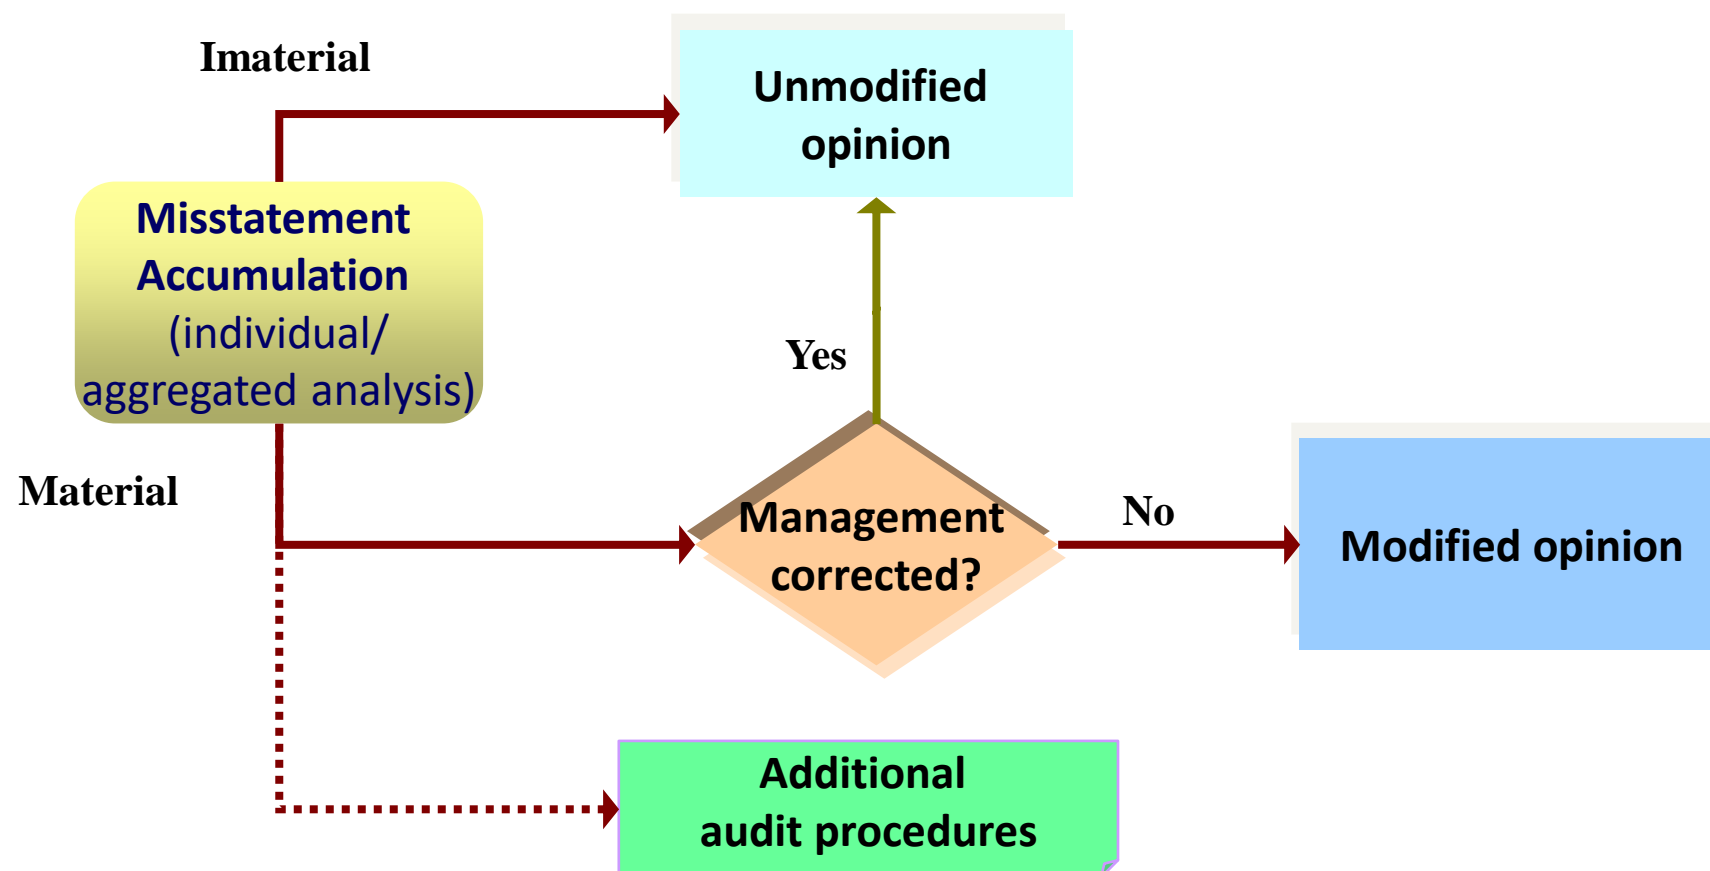 Imaterial
Unmodified
opinion
Misstatement
Accumulation
(individual/
aggregated analysis)
Yes
Material
Management
corrected?
No
Modified opinion
Additional
audit procedures